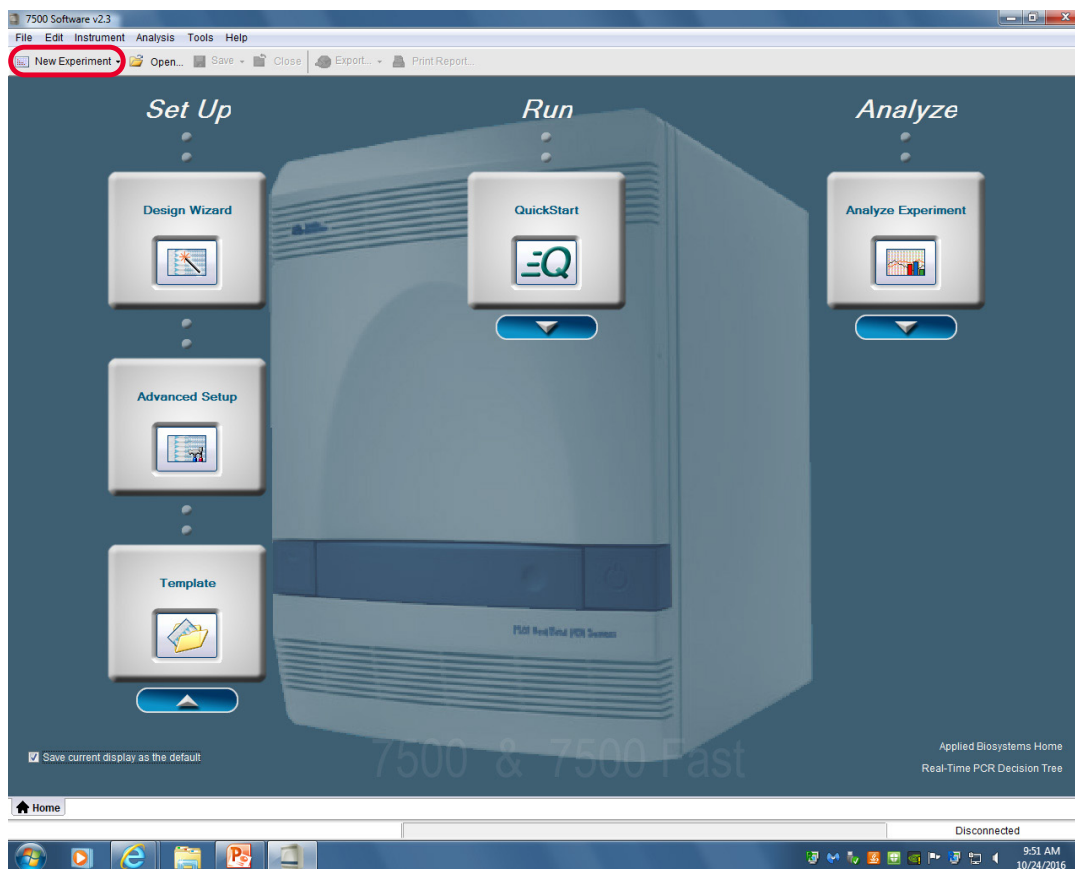 7500 Software v2.3
File Edit Instrument Analysis Tools Help
New Experiment Open... Save Close Export... Print Report...
Set Up Run Analyze
Design Wizard QuickStart Analyze Experiment
Advanced Setup
Template
7500 & 7500 Fast
Save current display as the default
Applied Biosystems Home
Real-Time PCR Decision Tree
Home
Disconnected
9:51 AM
10/24/2016